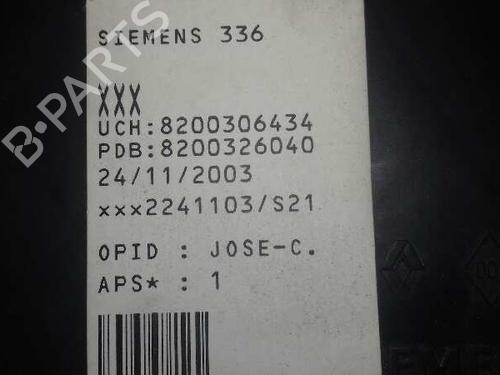 SIEMENS 336
XXX
UCH:8200306434
PDB:8200326040
24/11/2003
xxx2241103/S21
OPID : JOSE-C.
APS* : 1
B-PARTS